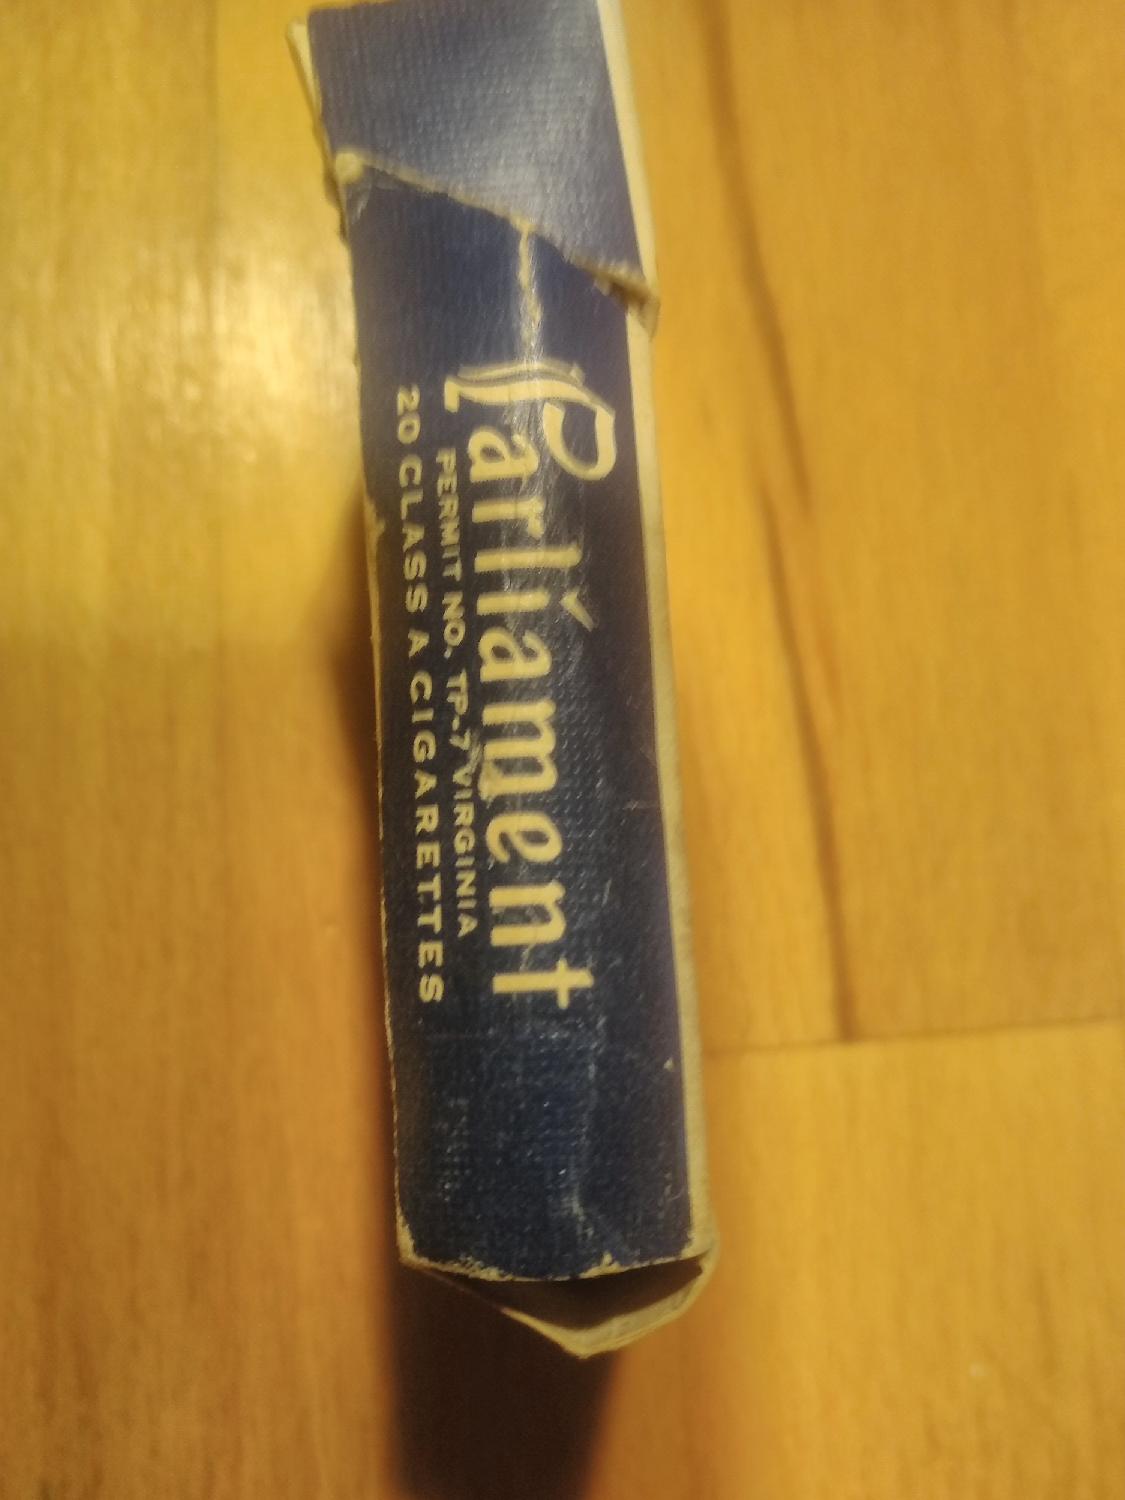 Parliament
PERMIT NO. TP-7 VIRGINIA
20 CLASS A CIGARETTES